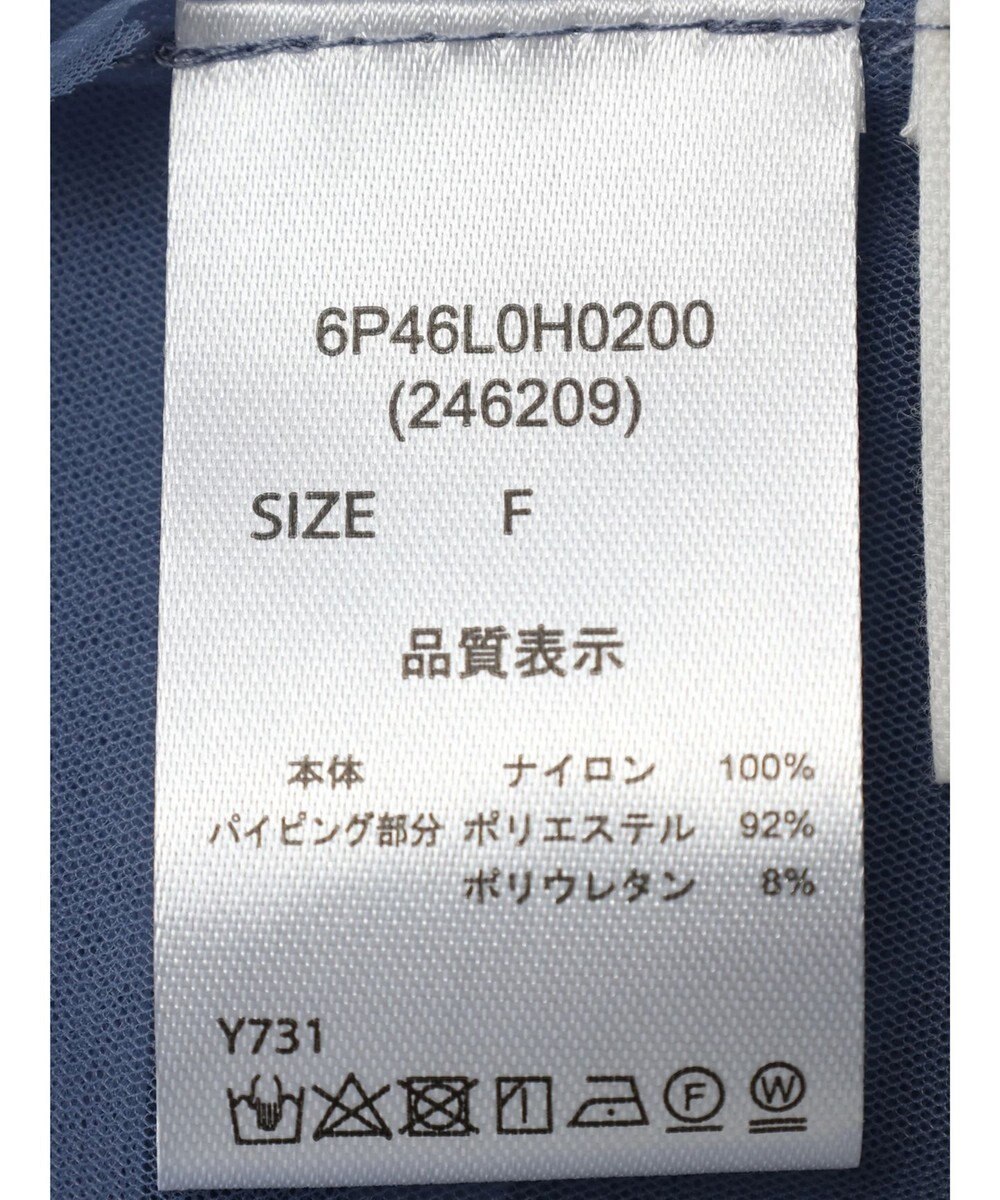 6P46L0H0200
(246209)
SIZE F
品質表示
本体 ナイロン 100%
パイピング部分 ポリエステル 92%
ポリウレタン 8%
Y731
F W